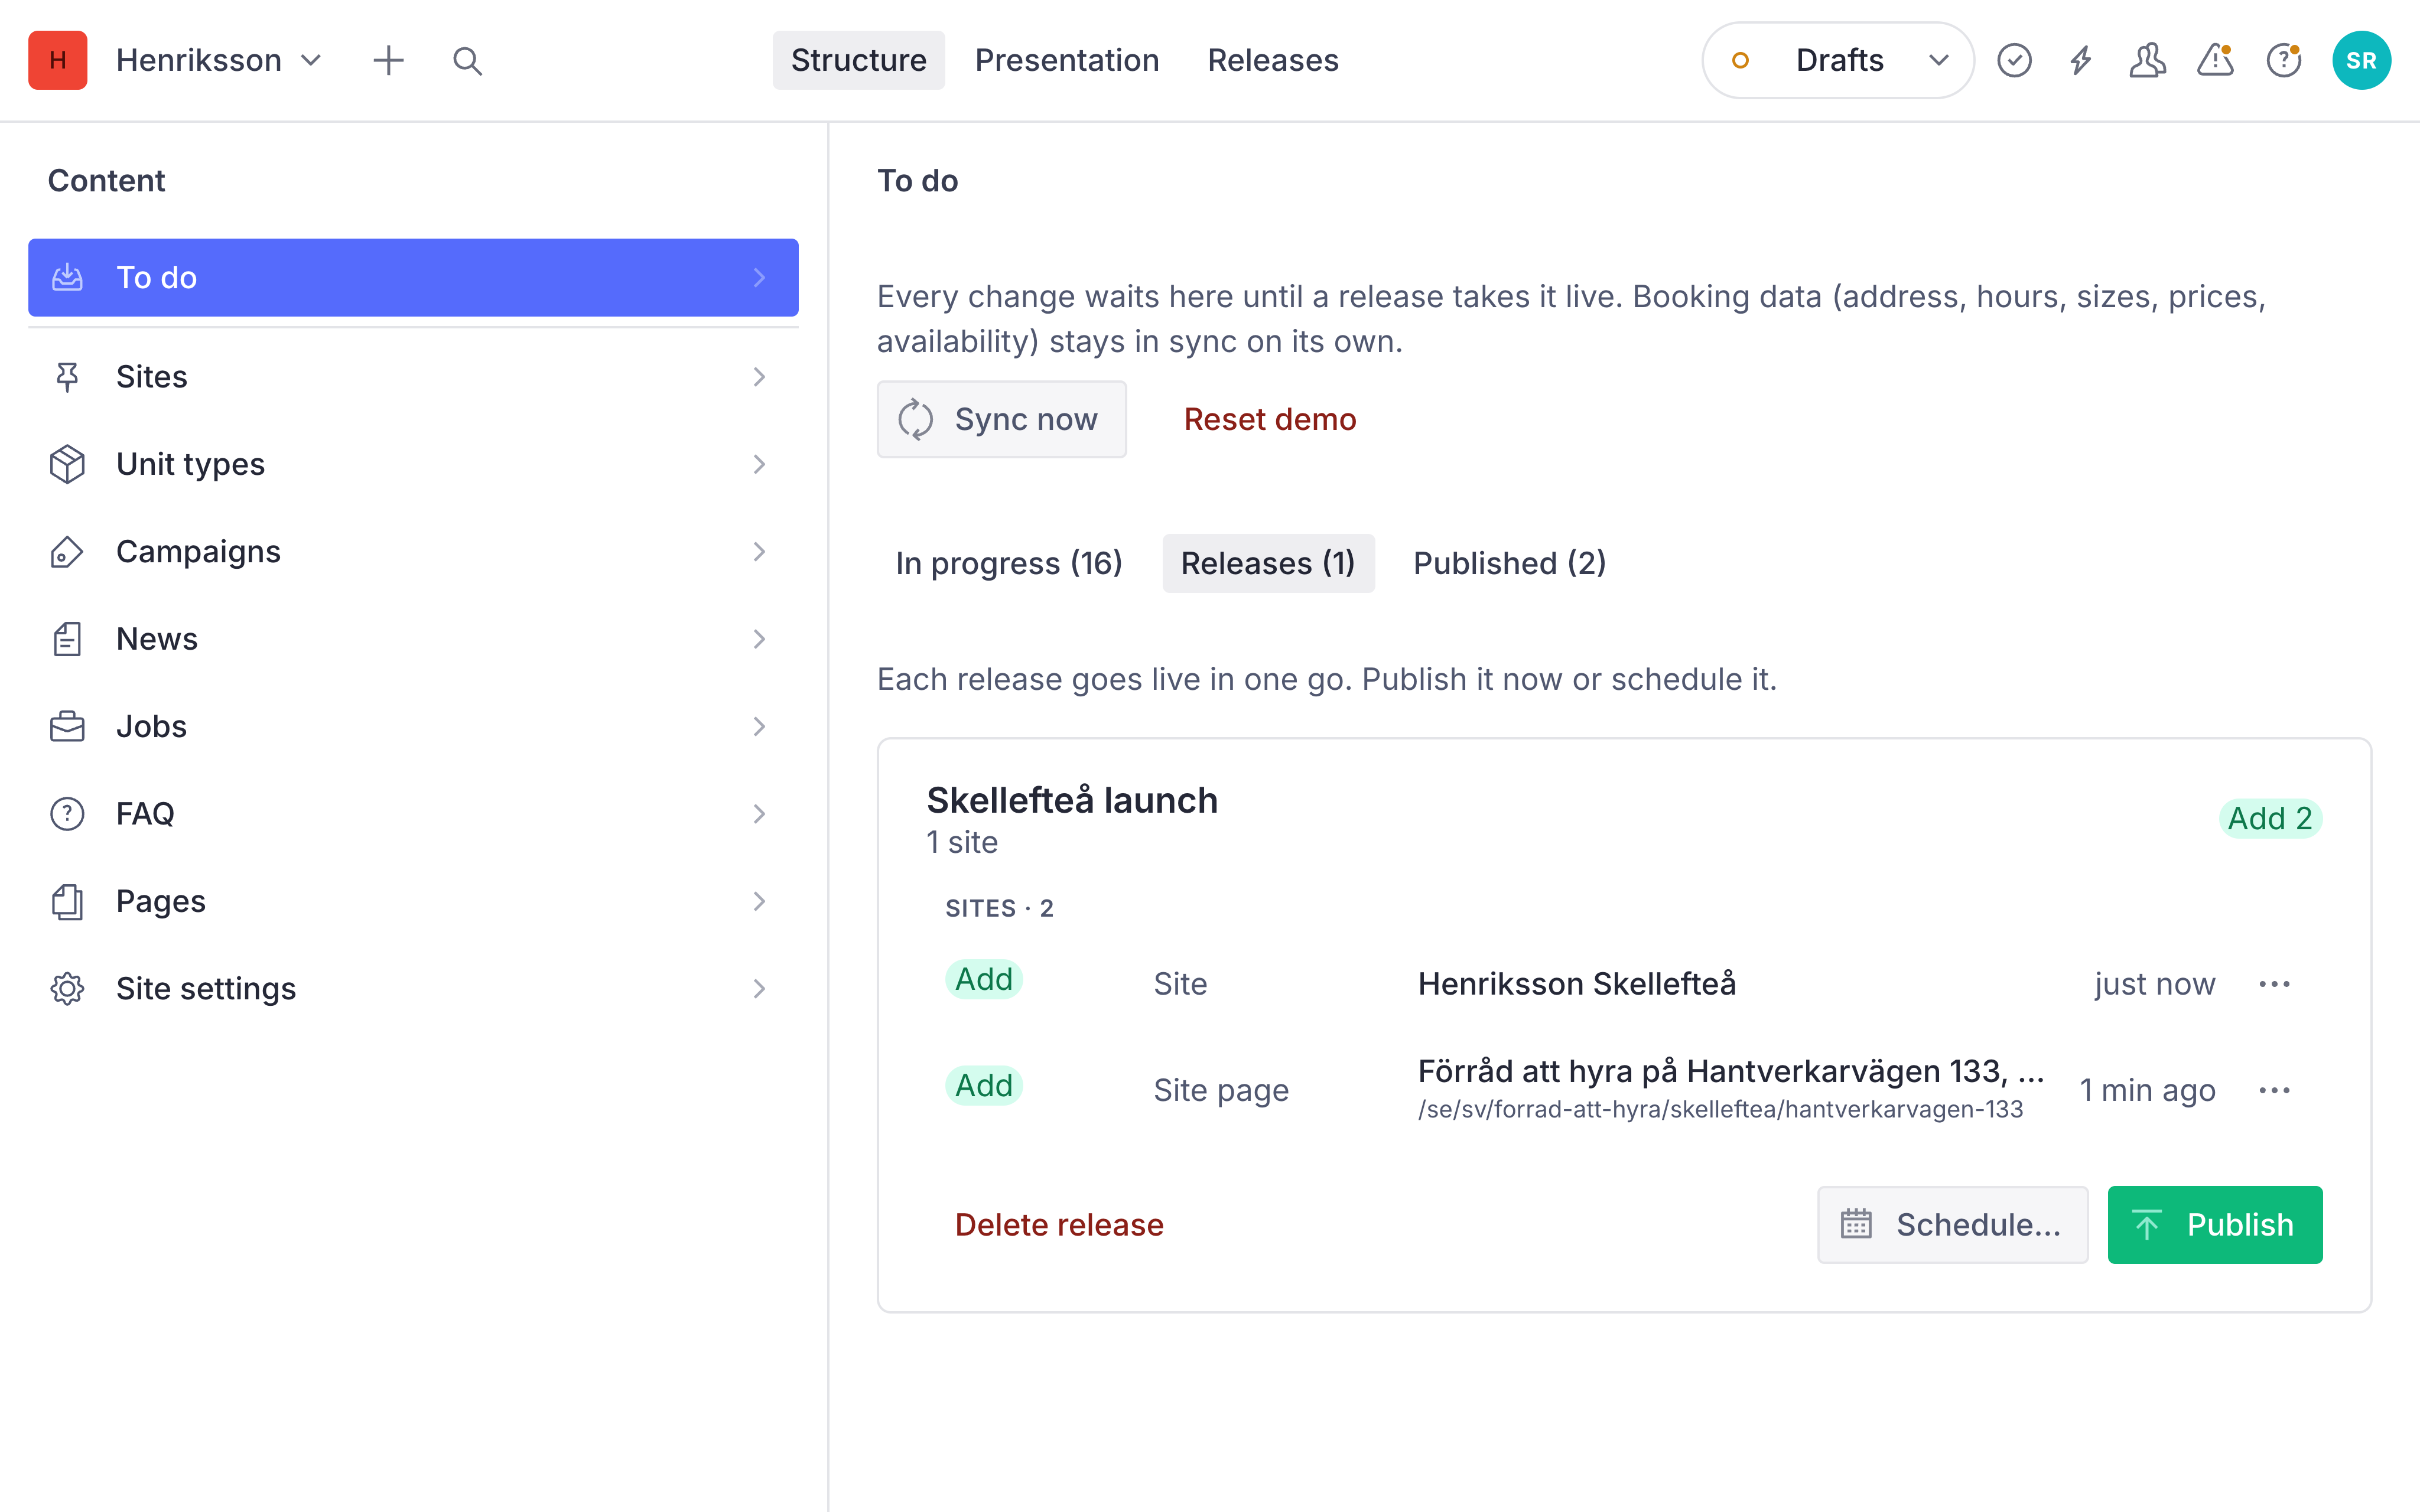 H Henriksson
Structure Presentation Releases
Drafts
SR
Content
To do
Sites
Unit types
Campaigns
News
Jobs
FAQ
Pages
Site settings
To do
Every change waits here until a release takes it live. Booking data (address, hours, sizes, prices,
availability) stays in sync on its own.
Sync now Reset demo
In progress (16) Releases (1) Published (2)
Each release goes live in one go. Publish it now or schedule it.
Skellefteå launch
1 site
Add 2
SITES · 2
Add Site Henriksson Skellefteå just now
Add Site page Förråd att hyra på Hantverkarvägen 133, ... 1 min ago
/se/sv/forrad-att-hyra/skelleftea/hantverkarvagen-133
Delete release Schedule... Publish